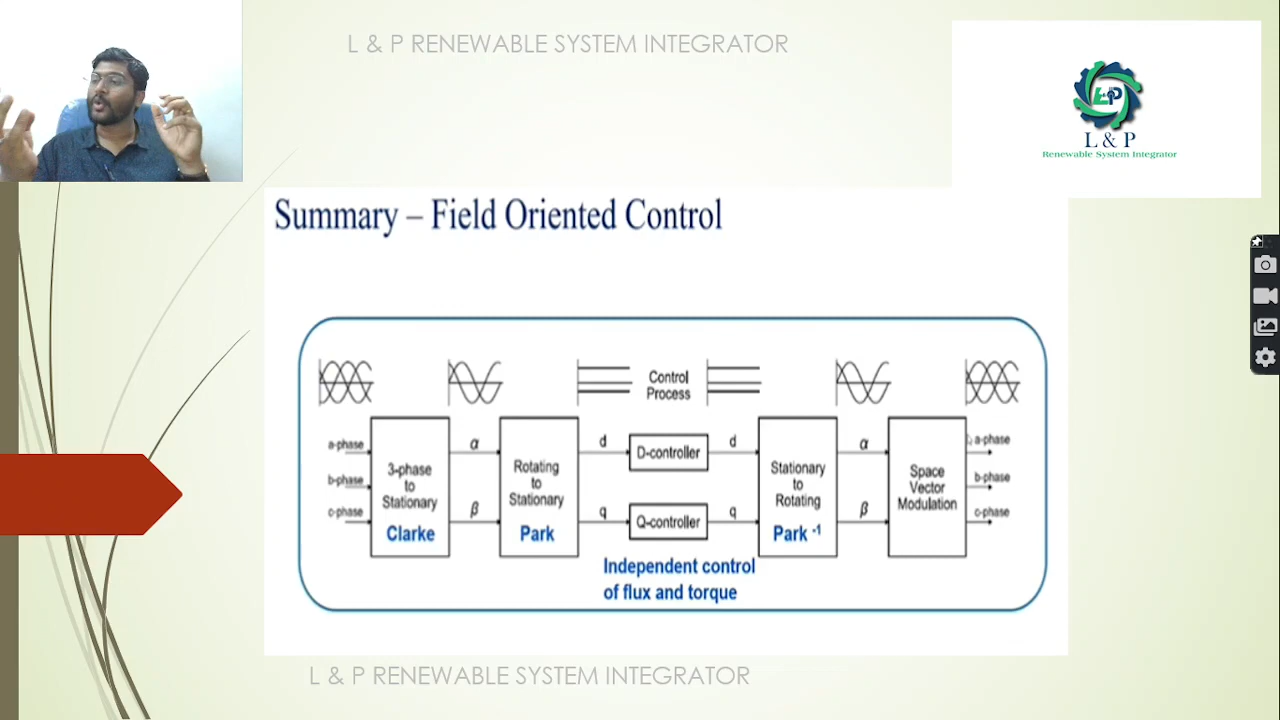 L & P RENEWABLE SYSTEM INTEGRATOR
L & P
L & P
Renewable System Integrator
Summary – Field Oriented Control
Control
Process
a-phase
b-phase
c-phase
3-phase
to
Stationary
Clarke
α
β
Rotating
to
Stationary
Park
d
q
D-controller
Q-controller
d
q
Independent control
of flux and torque
Stationary
to
Rotating
Park -1
α
β
Space
Vector
Modulation
a-phase
b-phase
c-phase
L & P RENEWABLE SYSTEM INTEGRATOR